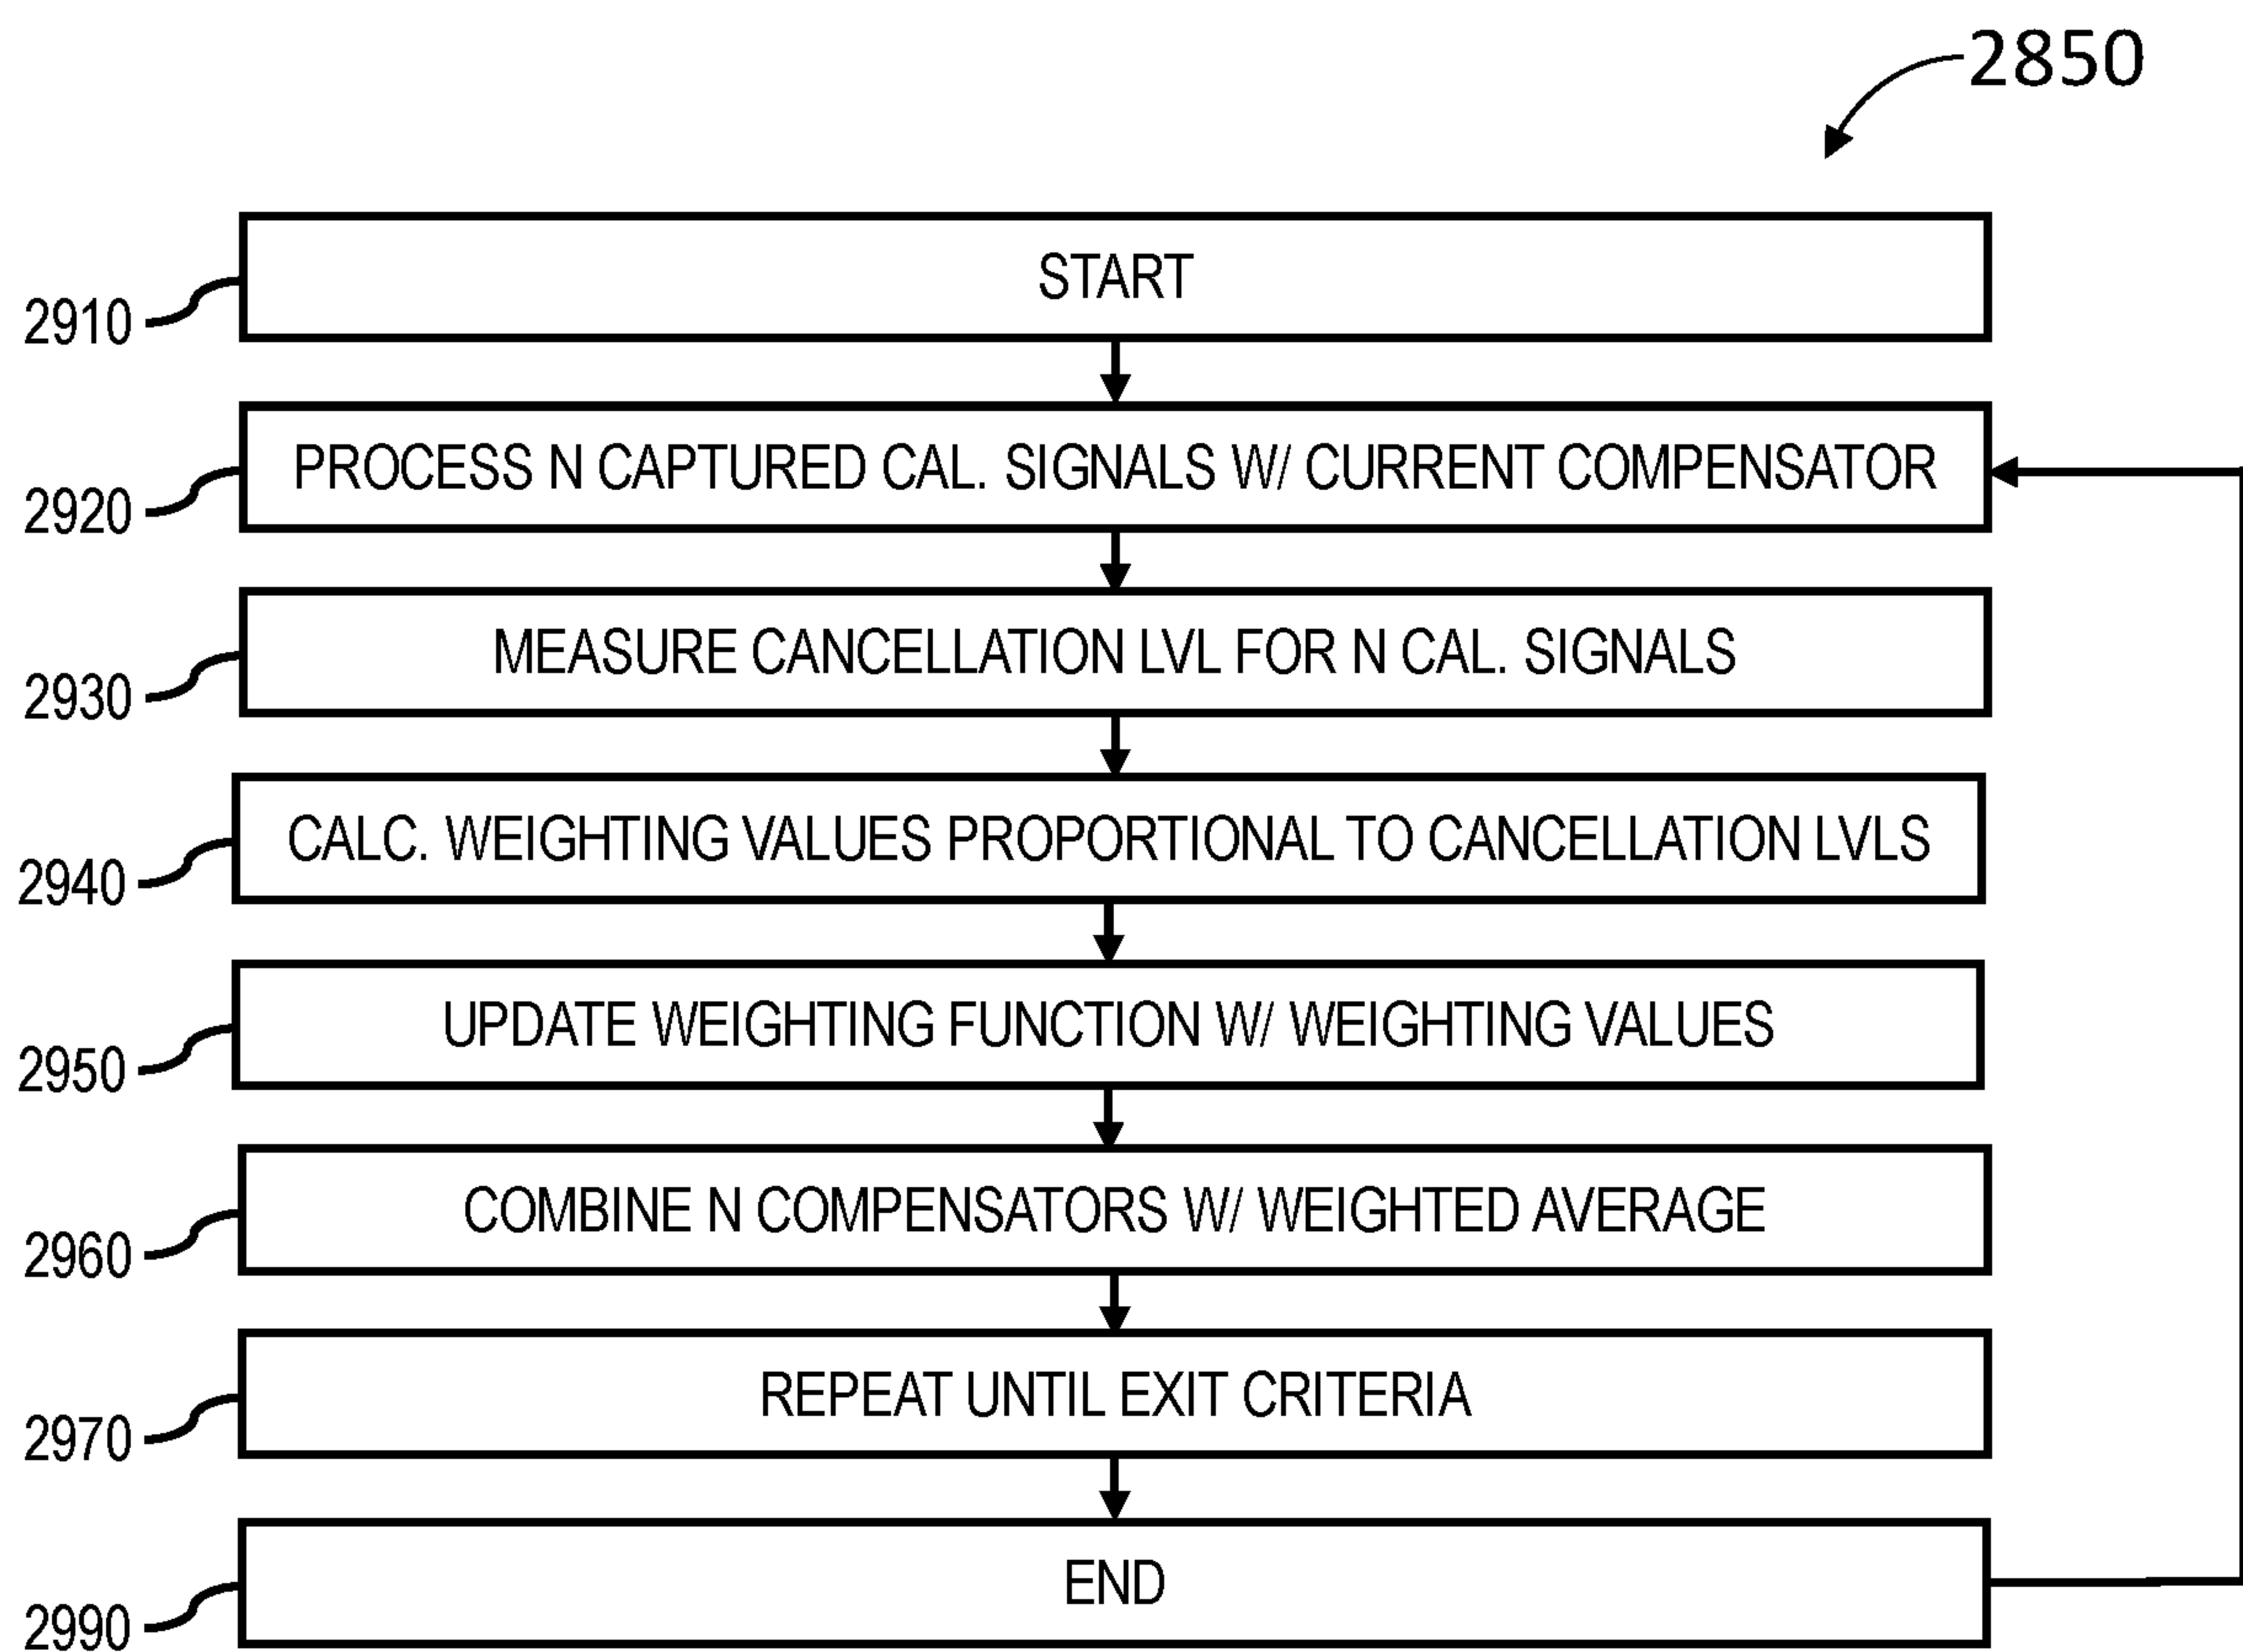 2850
START
2910
PROCESS N CAPTURED CAL. SIGNALS W/ CURRENT COMPENSATOR
2920
MEASURE CANCELLATION LVL FOR N CAL. SIGNALS
2930
CALC. WEIGHTING VALUES PROPORTIONAL TO CANCELLATION LVLS
2940
UPDATE WEIGHTING FUNCTION W/ WEIGHTING VALUES
2950
COMBINE N COMPENSATORS W/ WEIGHTED AVERAGE
2960
REPEAT UNTIL EXIT CRITERIA
2970
END
2990